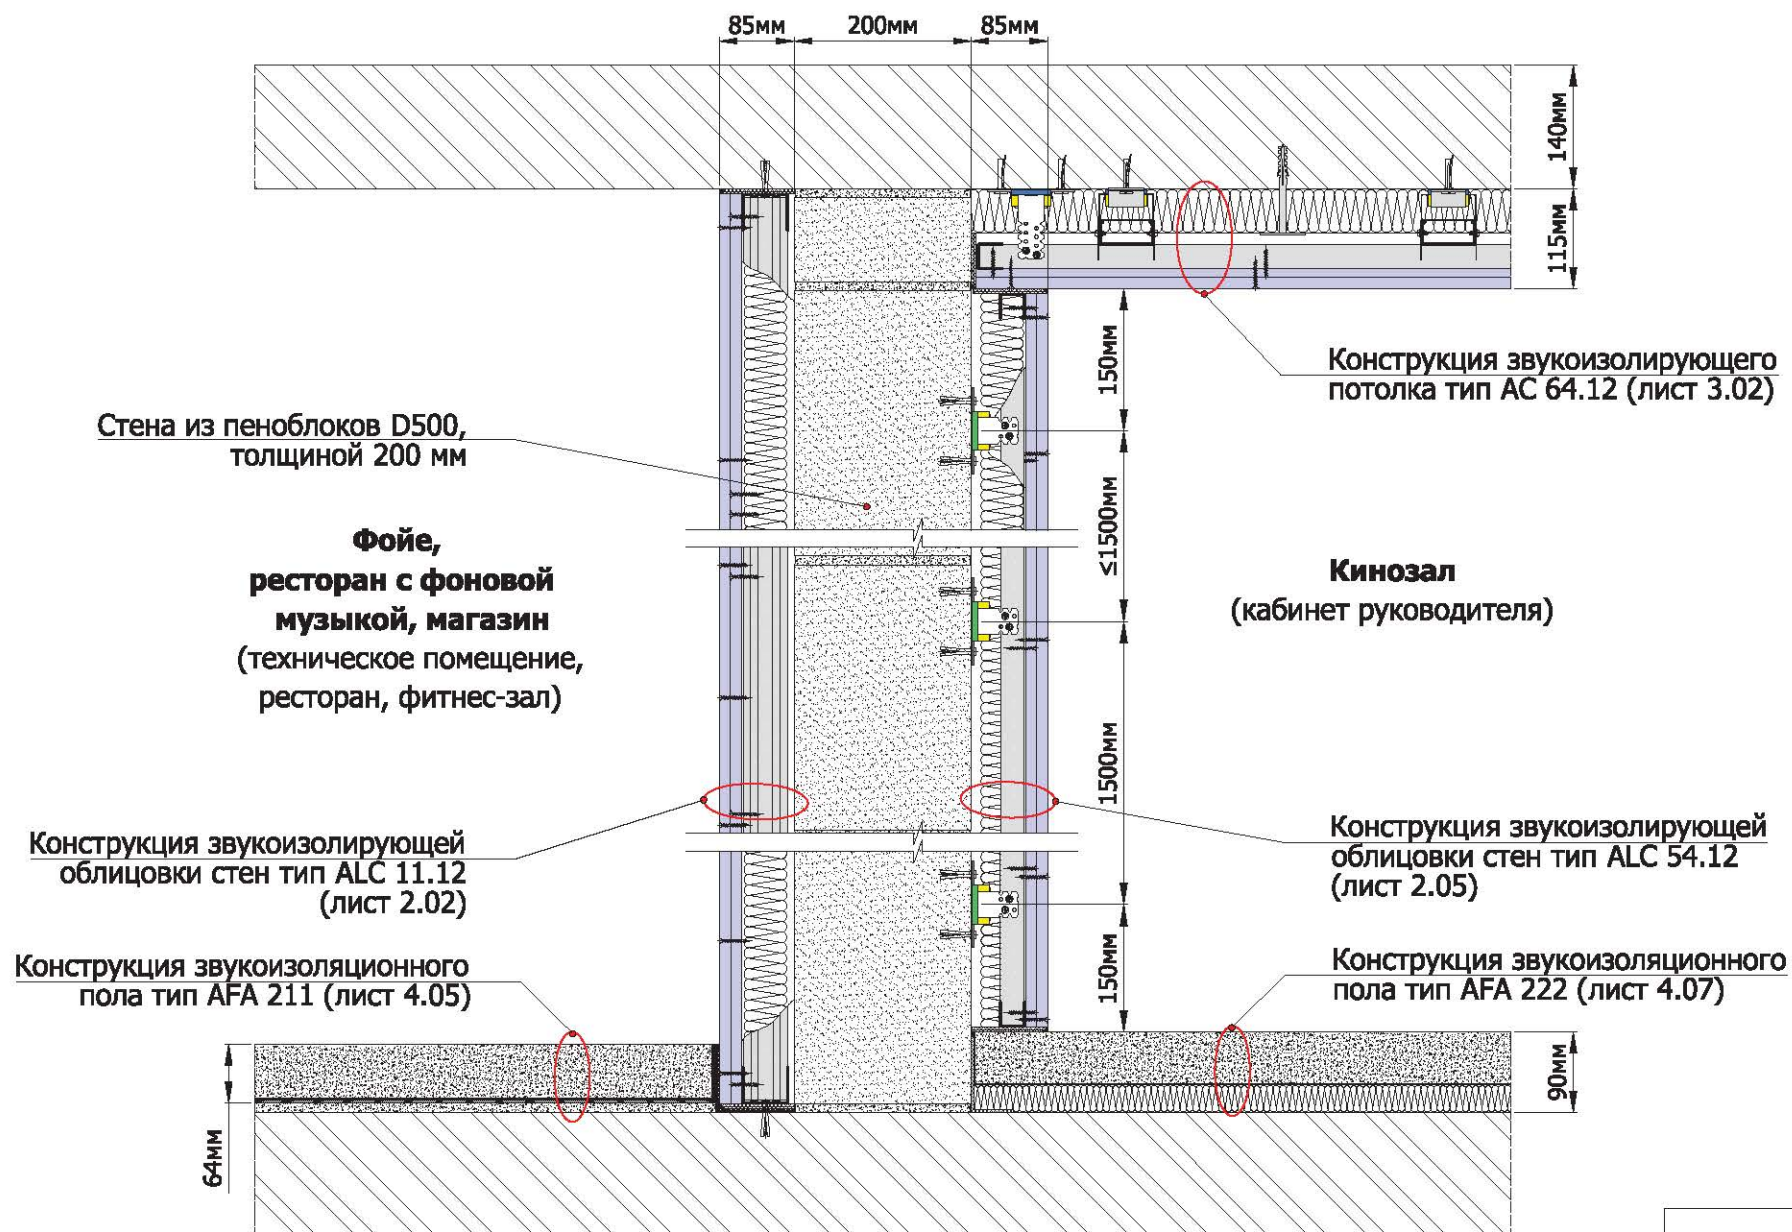 85мм
200мм
85мм
140мм
115мм
150мм
≤1500мм
1500мм
150мм
90мм
64мм
Конструкция звукоизолирующего
потолка тип АС 64.12 (лист 3.02)
Стена из пеноблоков D500,
толщиной 200 мм
Фойе,
ресторан с фоновой
музыкой, магазин
(техническое помещение,
ресторан, фитнес-зал)
Кинозал
(кабинет руководителя)
Конструкция звукоизолирующей
облицовки стен тип ALC 11.12
(лист 2.02)
Конструкция звукоизолирующей
облицовки стен тип ALC 54.12
(лист 2.05)
Конструкция звукоизоляционного
пола тип AFA 211 (лист 4.05)
Конструкция звукоизоляционного
пола тип AFA 222 (лист 4.07)